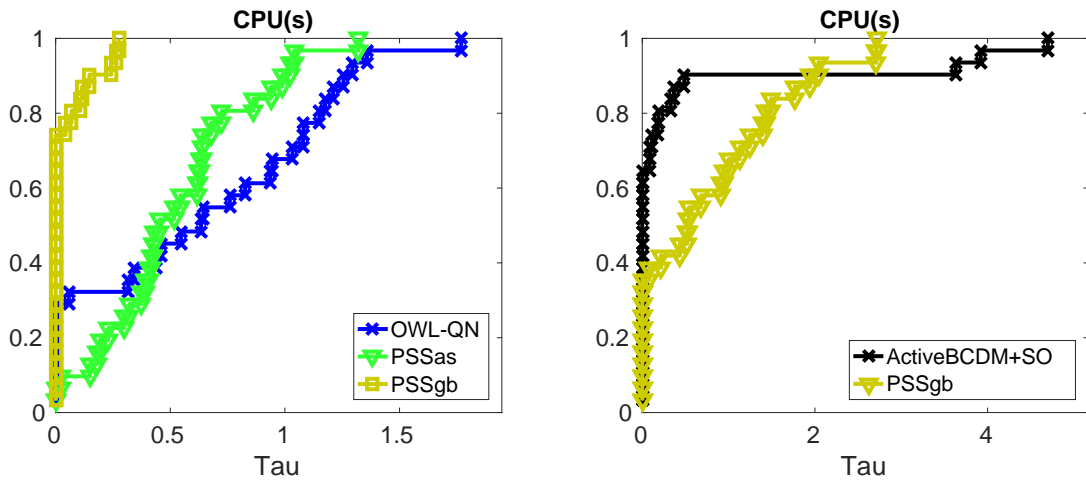 CPU(s)
1
0.8
0.6
0.4
0.2
0
0
0.5
1
1.5
Tau
OWL-QN
PSSas
PSSgb
CPU(s)
1
0.8
0.6
0.4
0.2
0
0
2
4
Tau
ActiveBCDM+SO
PSSgb